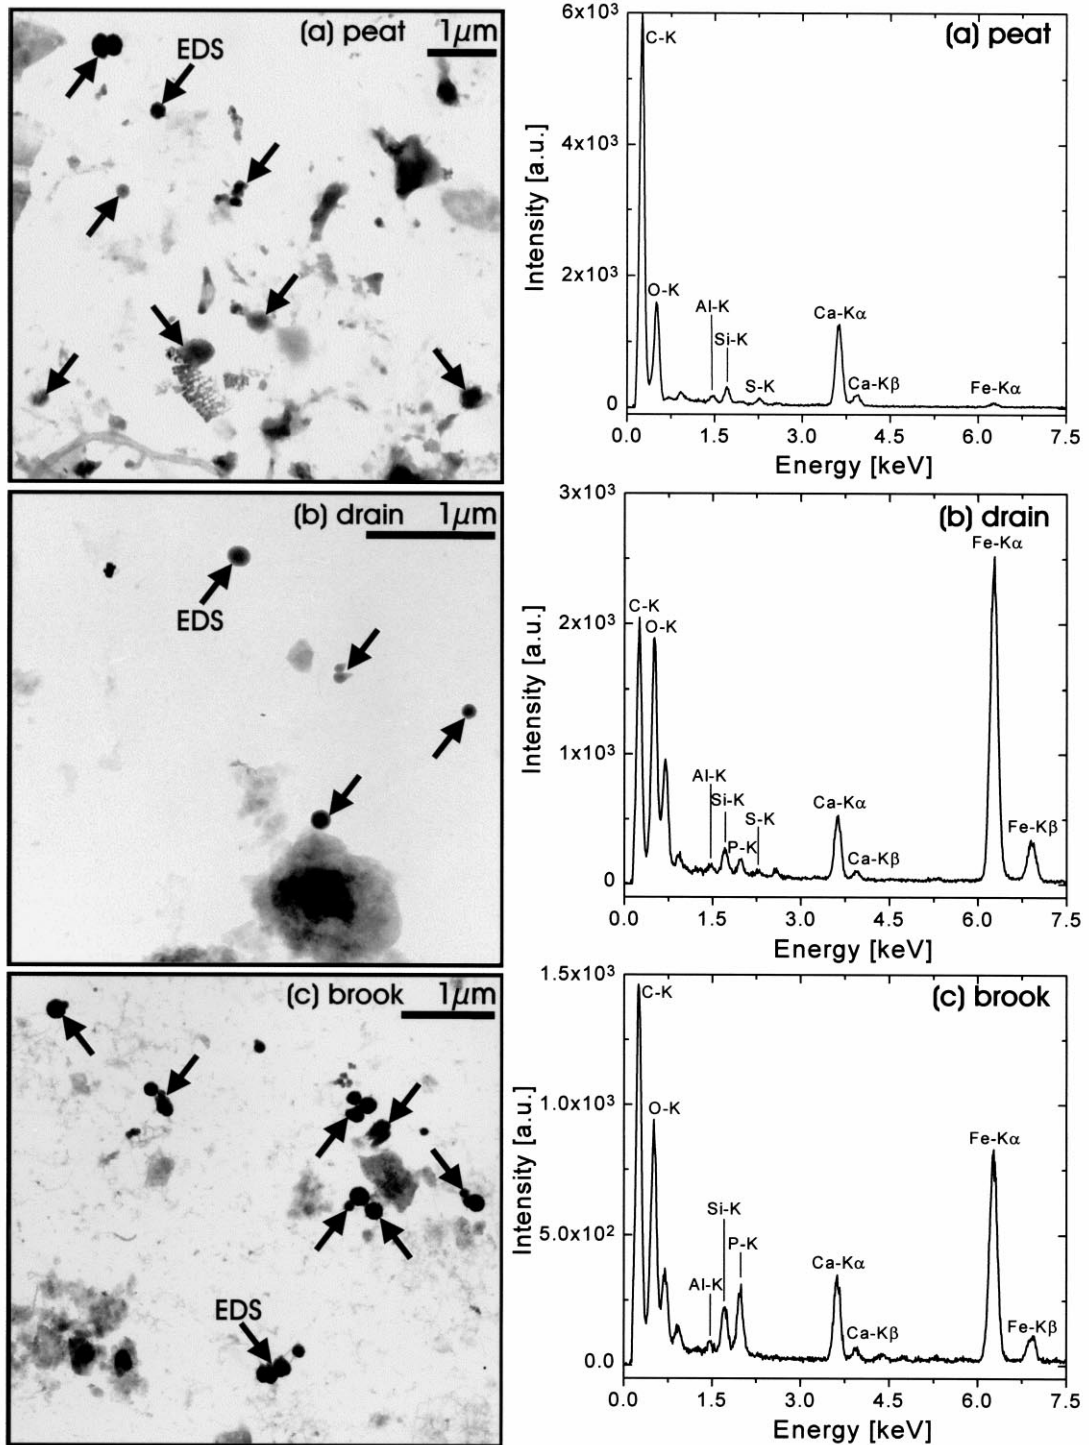 (a) peat 1µm
EDS
(a) peat
6x10³
4x10³
2x10³
0
Intensity [a.u.]
C-K
O-K
Al-K
Si-K
S-K
Ca-Kα
Ca-Kβ
Fe-Kα
0.0 1.5 3.0 4.5 6.0 7.5
Energy [keV]
(b) drain 1µm
EDS
(b) drain
3x10³
2x10³
1x10³
0
Intensity [a.u.]
C-K
O-K
Al-K
Si-K
P-K
S-K
Ca-Kα
Ca-Kβ
Fe-Kα
Fe-Kβ
0.0 1.5 3.0 4.5 6.0 7.5
Energy [keV]
(c) brook 1µm
EDS
(c) brook
1.5x10³
1.0x10³
5.0x10²
0.0
Intensity [a.u.]
C-K
O-K
Al-K
Si-K
P-K
Ca-Kα
Ca-Kβ
Fe-Kα
Fe-Kβ
0.0 1.5 3.0 4.5 6.0 7.5
Energy [keV]